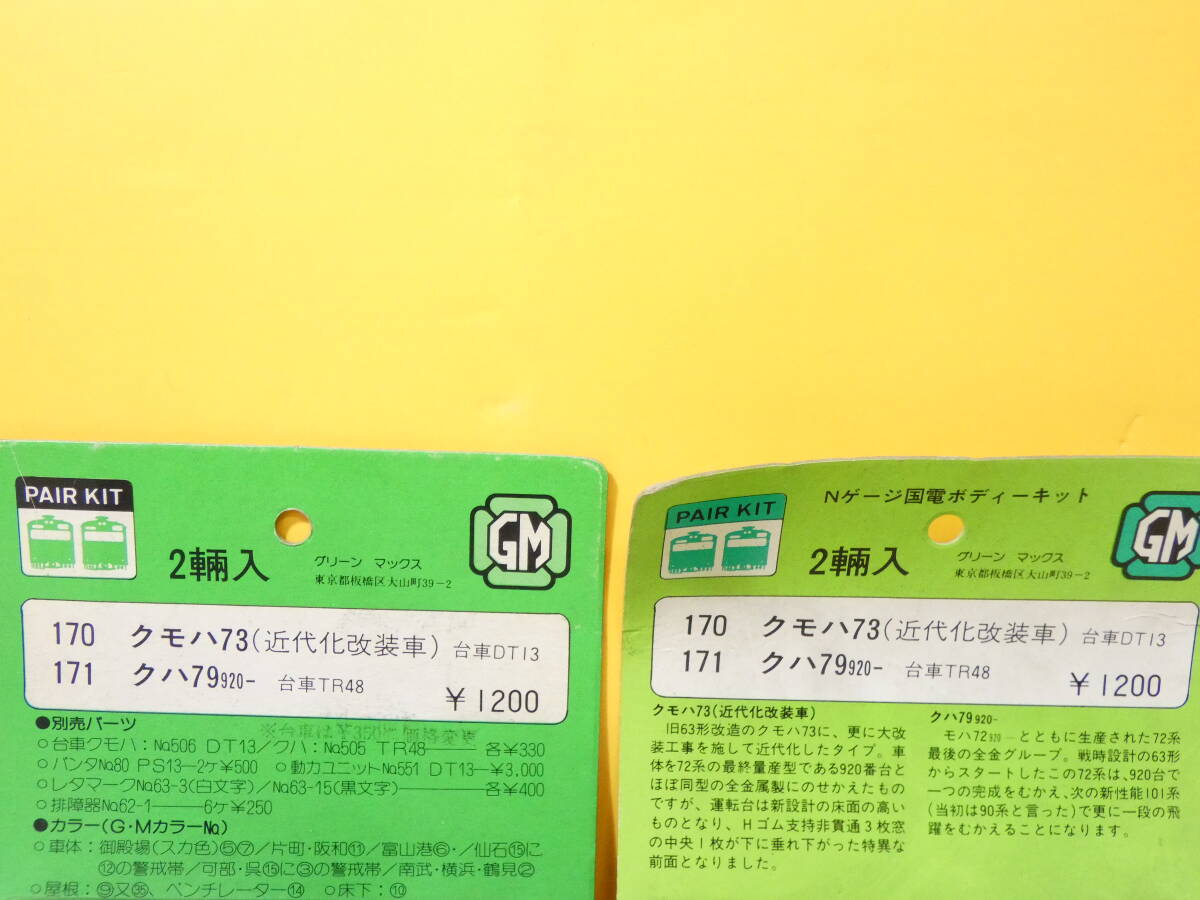 PAIR KIT
2輌入
グリーン マックス
東京都板橋区大山町39-2
GM
170 クモハ73(近代化改装車) 台車DT13
171 クハ79920- 台車TR48
¥1200
※台車は¥350に価格変更
●別売パーツ
○台車クモハ:No.506 DT13/クハ:No.505 TR48——各¥330
○パンタNo.80 PS13—2ケ¥500 ○動力ユニットNo.551 DT13—¥3,000
○レタマークNo.63-3(白文字)/No.63-15(黒文字)——各¥400
○排障器No.62-1——6ケ¥250
●カラー(G・MカラーNo.)
○車体:御殿場(スカ色)⑤⑦/片町・阪和⑪/富山港⑥・/仙石⑮に
⑫の警戒帯/可部・呉⑮に③の警戒帯/南武・横浜・鶴見②
○屋根:⑨又㉟、ベンチレーター⑭ ○床下:⑩
PAIR KIT
Nゲージ国電ボディーキット
2輌入
グリーン マックス
東京都板橋区大山町39-2
GM
170 クモハ73(近代化改装車) 台車DT13
171 クハ79920- 台車TR48
¥1200
クモハ73(近代化改装車)
旧63形改造のクモハ73に、更に大改
装工事を施して近代化したタイプ。車
体を72系の最終量産型である920番台と
ほぼ同型の全金属製にのせかえたもの
ですが、運転台は新設計の床面の高い
ものとなり、Hゴム支持非貫通3枚窓
の中央1枚が下に垂れ下がった特異な
前面となりました。
クハ79920-
モハ72920-とともに生産された72系
最後の全金グループ。戦時設計の63形
からスタートしたこの72系は、920台で
一つの完成をむかえ、次の新性能101系
(当初は90系と言った)で更に一段の飛
躍をむかえることになります。